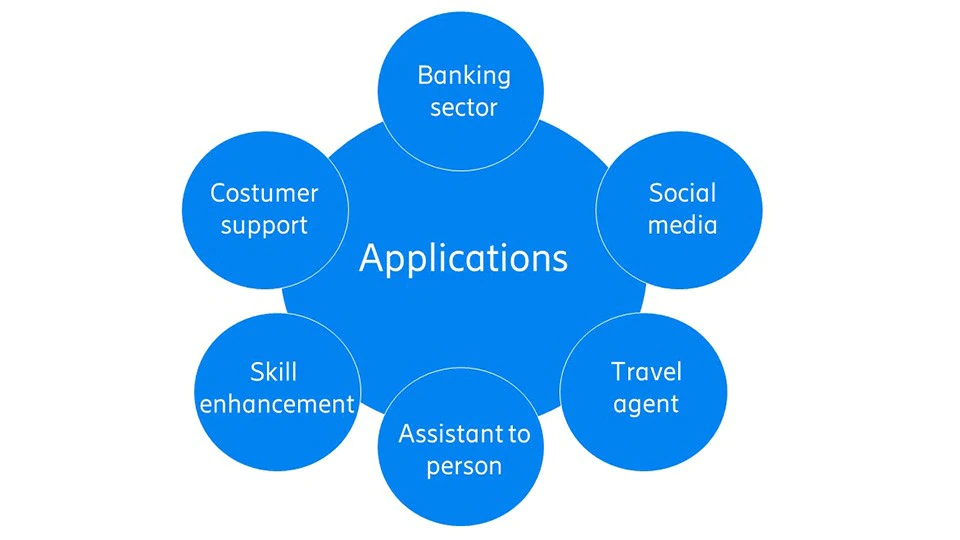 Banking
sector
Costumer
support
Social
media
Applications
Skill
enhancement
Travel
agent
Assistant to
person